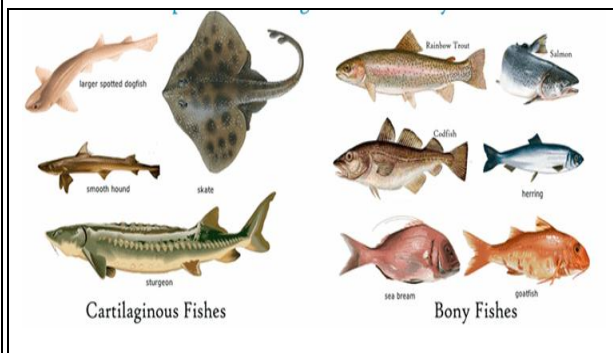 larger spotted dogfish
Rainbow Trout
Salmon
smooth hound
skate
Codfish
herring
sturgeon
sea bream
goatfish
Cartilaginous Fishes
Bony Fishes